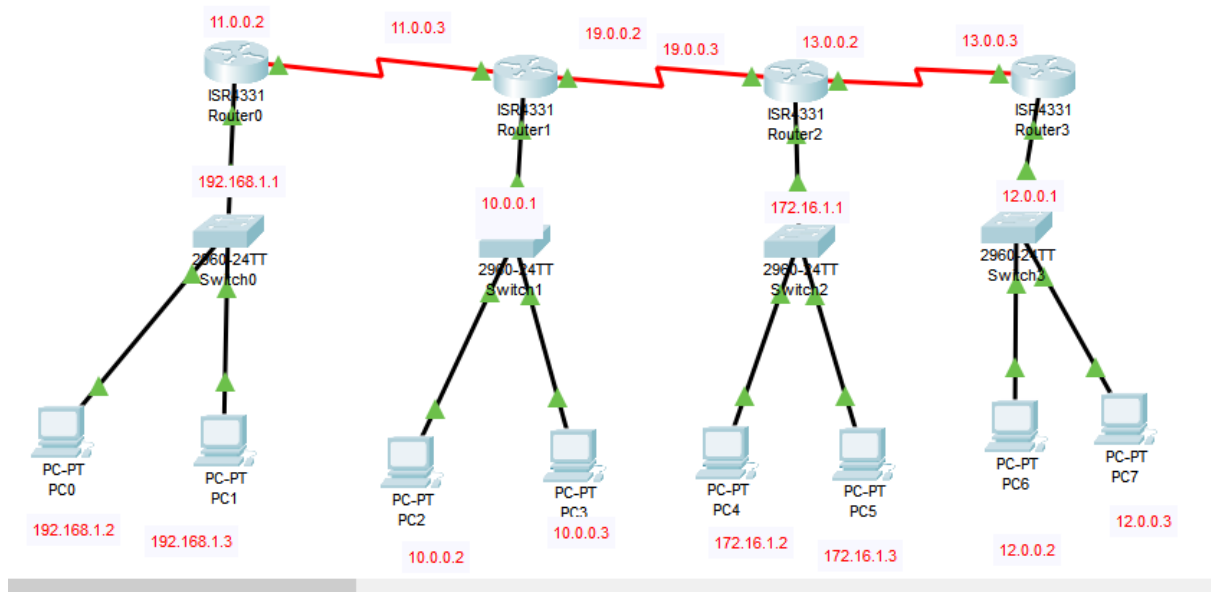 11.0.0.2
11.0.0.3
19.0.0.2
19.0.0.3
13.0.0.2
13.0.0.3
ISR4331
Router0
ISR4331
Router1
ISR4331
Router2
ISR4331
Router3
192.168.1.1
10.0.0.1
172.16.1.1
12.0.0.1
2960-24TT
Switch0
2960-24TT
Switch1
2960-24TT
Switch2
2960-24TT
Switch3
PC-PT
PC0
PC-PT
PC1
PC-PT
PC2
PC-PT
PC3
PC-PT
PC4
PC-PT
PC5
PC-PT
PC6
PC-PT
PC7
192.168.1.2
192.168.1.3
10.0.0.2
10.0.0.3
172.16.1.2
172.16.1.3
12.0.0.2
12.0.0.3